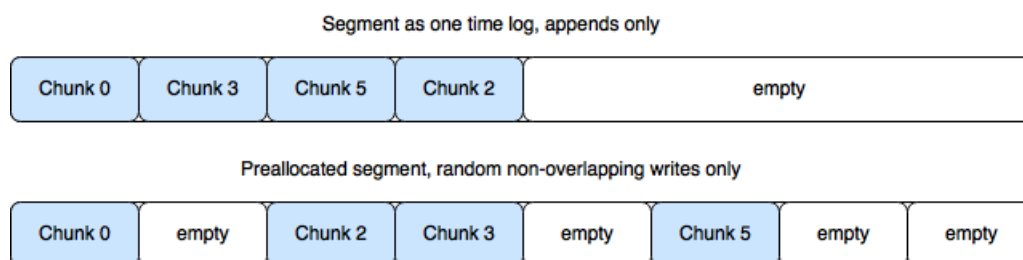 Segment as one time log, appends only
Chunk 0 Chunk 3 Chunk 5 Chunk 2 empty
Preallocated segment, random non-overlapping writes only
Chunk 0 empty Chunk 2 Chunk 3 empty Chunk 5 empty empty